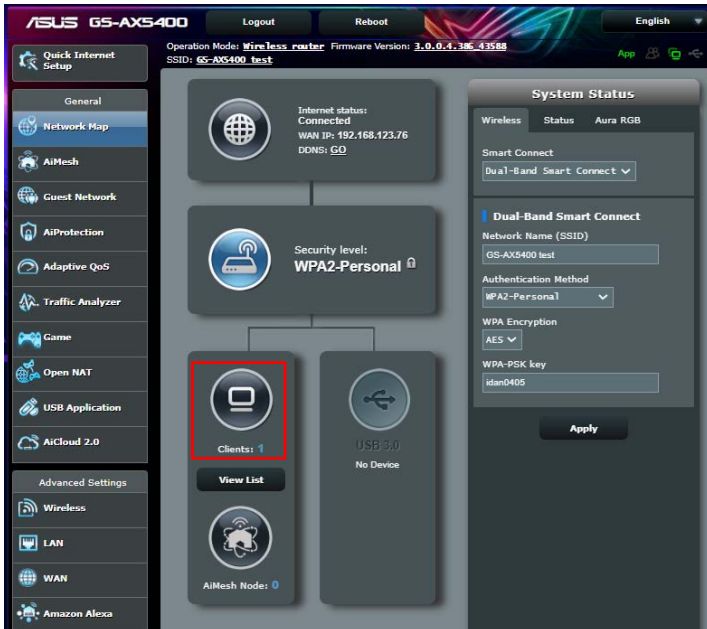 /SUS GS-AX5400
Logout
Reboot
English
Quick Internet
Setup
Operation Mode: Wireless router Firmware Version: 3.0.0.4.386_43588
SSID: GS-AX5400 test
App
General
Network Map
AiMesh
Guest Network
AiProtection
Adaptive QoS
Traffic Analyzer
Game
Open NAT
USB Application
AiCloud 2.0
Advanced Settings
Wireless
LAN
WAN
Amazon Alexa
Internet status:
Connected
WAN IP: 192.168.123.76
DDNS: GO
Security level:
WPA2-Personal
Clients: 1
View List
AiMesh Node: 0
USB 3.0
No Device
System Status
Wireless Status Aura RGB
Smart Connect
Dual-Band Smart Connect
Dual-Band Smart Connect
Network Name (SSID)
GS-AX5400 test
Authentication Method
WPA2-Personal
WPA Encryption
AES
WPA-PSK key
idan0405
Apply